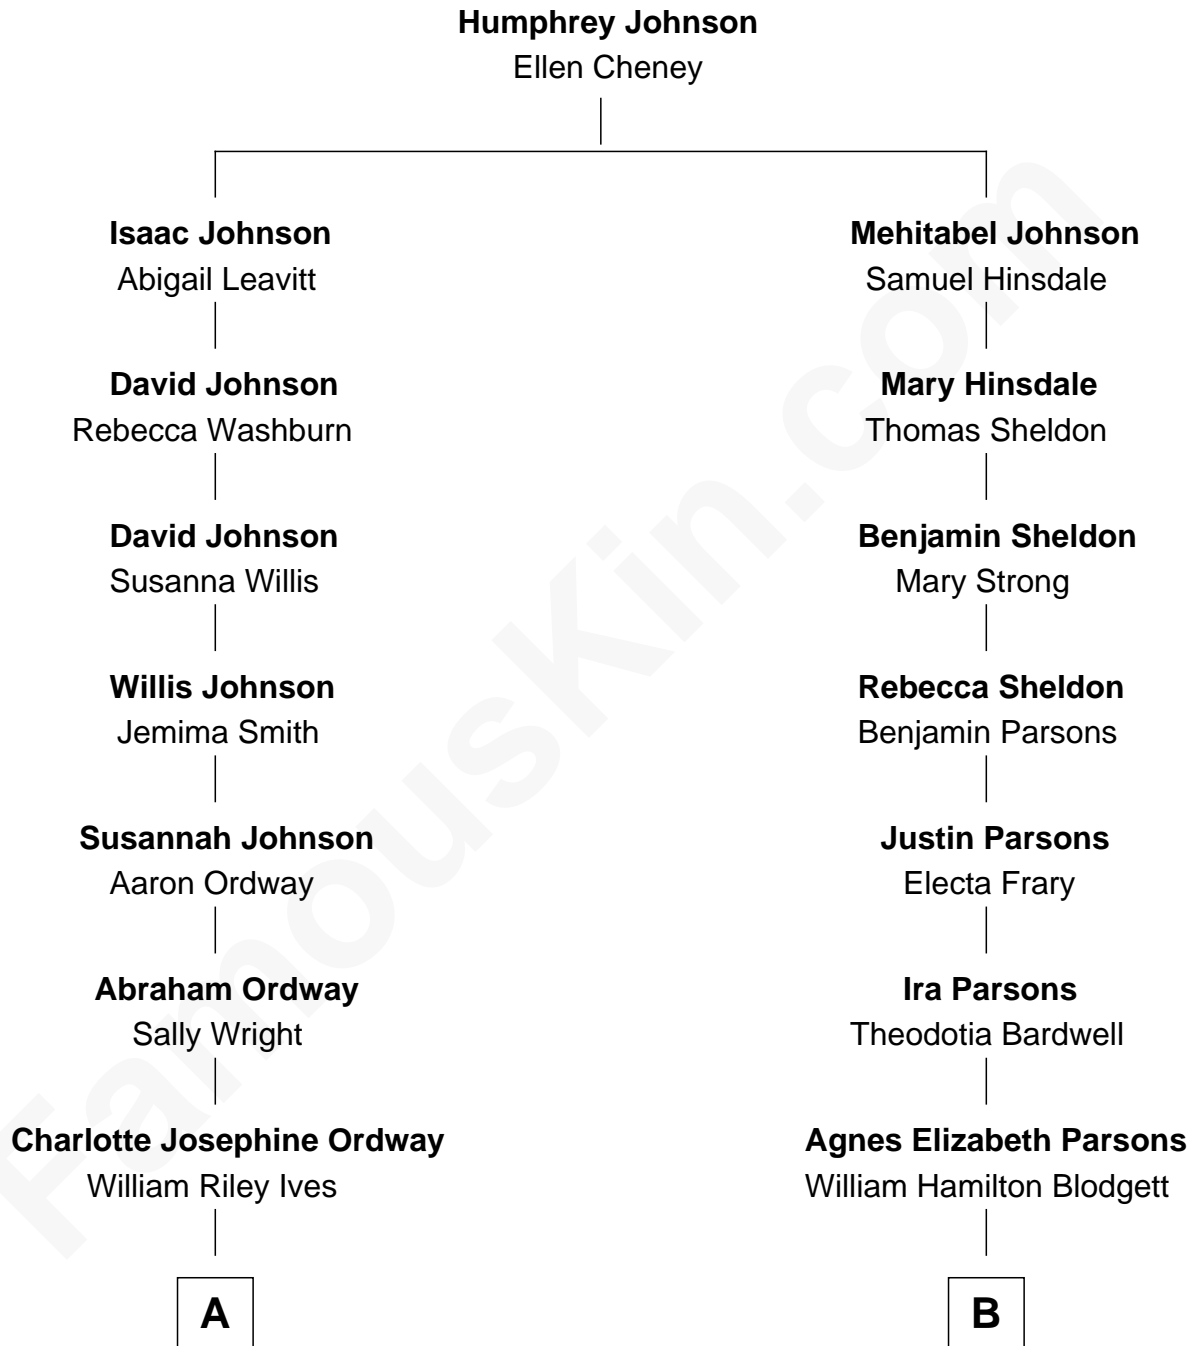 Humphrey Johnson
Ellen Cheney
Isaac Johnson
Abigail Leavitt
Mehitabel Johnson
Samuel Hinsdale
David Johnson
Rebecca Washburn
Mary Hinsdale
Thomas Sheldon
David Johnson
Susanna Willis
Benjamin Sheldon
Mary Strong
Willis Johnson
Jemima Smith
Rebecca Sheldon
Benjamin Parsons
Susannah Johnson
Aaron Ordway
Justin Parsons
Electa Frary
Abraham Ordway
Sally Wright
Ira Parsons
Theodotia Bardwell
Charlotte Josephine Ordway
William Riley Ives
Agnes Elizabeth Parsons
William Hamilton Blodgett
A
B
FamousKin.com